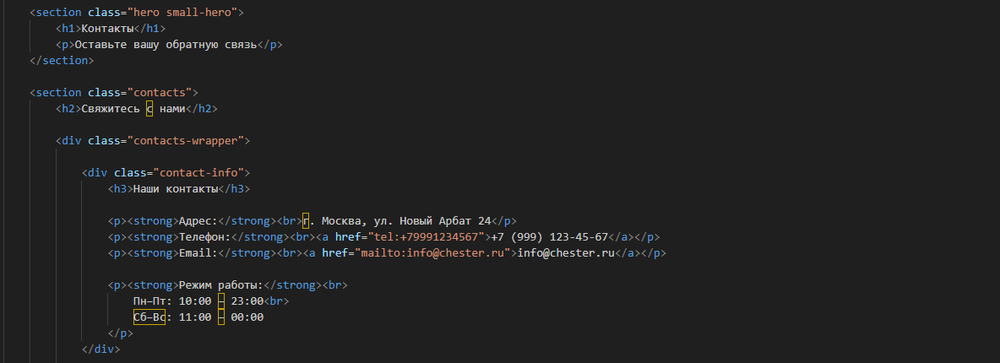 <section class="hero small-hero">
<h1>Контакты</h1>
<p>Оставьте вашу обратную связь</p>
</section>
<section class="contacts">
<h2>Свяжитесь с нами</h2>
<div class="contacts-wrapper">
<div class="contact-info">
<h3>Наши контакты</h3>
<p><strong>Адрес:</strong><br>г. Москва, ул. Новый Арбат 24</p>
<p><strong>Телефон:</strong><br><a href="tel:+79991234567">+7 (999) 123-45-67</a></p>
<p><strong>Email:</strong><br><a href="mailto:info@chester.ru">info@chester.ru</a></p>
<p><strong>Режим работы:</strong><br>
Пн–Пт: 10:00 – 23:00<br>
Сб–Вс: 11:00 – 00:00
</p>
</div>